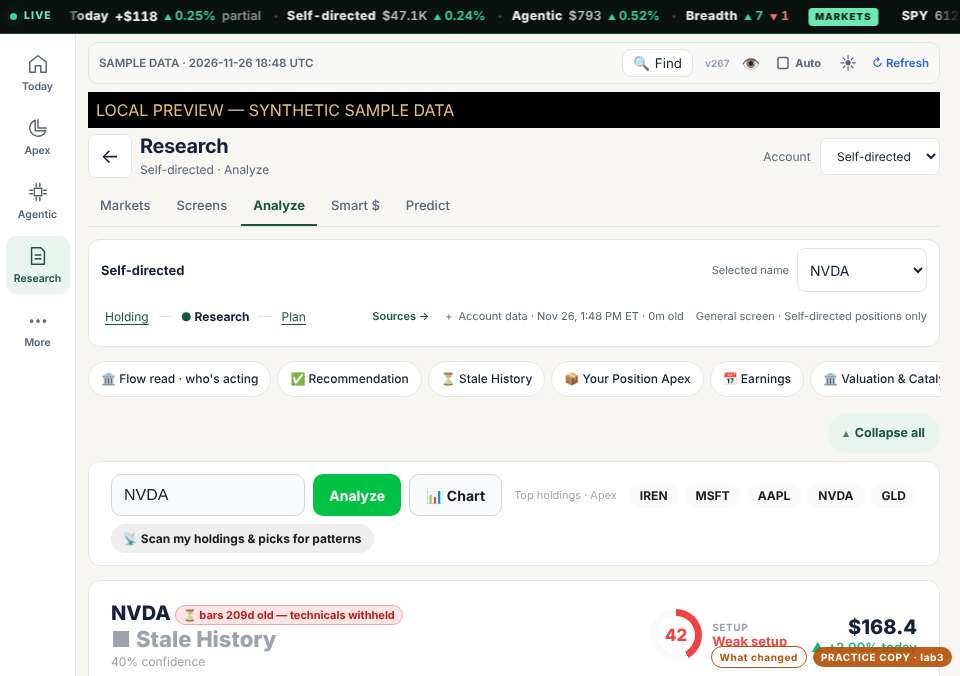 LIVE Today +$118 ▲ 0.25% partial · Self-directed $47.1K ▲ 0.24% · Agentic $793 ▲ 0.52% · Breadth ▲ 7 ▼ 1 MARKETS SPY 612
SAMPLE DATA · 2026-11-26 18:48 UTC
🔍 Find v267 Auto ↻ Refresh
Today
Apex
Agentic
Research
More
LOCAL PREVIEW — SYNTHETIC SAMPLE DATA
← Research
Self-directed · Analyze
Account Self-directed
Markets Screens Analyze Smart $ Predict
Self-directed
Selected name NVDA
Holding Research Plan
Sources → + Account data · Nov 26, 1:48 PM ET · 0m old General screen · Self-directed positions only
🏛️ Flow read · who's acting ✅ Recommendation ⏳ Stale History 📦 Your Position Apex 📅 Earnings 🏛️ Valuation & Cataly
▲ Collapse all
NVDA Analyze 📊 Chart Top holdings · Apex IREN MSFT AAPL NVDA GLD
📡 Scan my holdings & picks for patterns
NVDA ⏳ bars 209d old — technicals withheld
■ Stale History
40% confidence
42
SETUP
Weak setup
$168.4
What changed
PRACTICE COPY · lab3